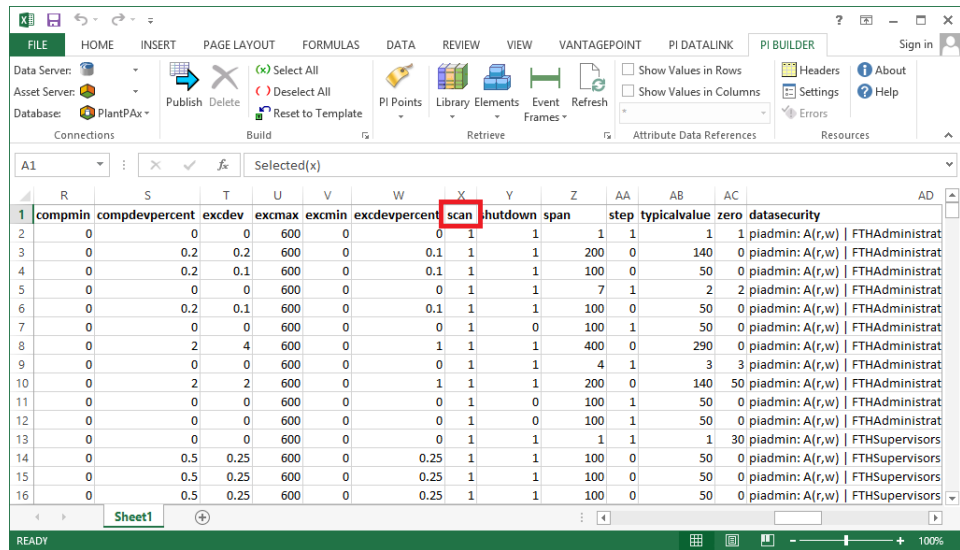 ? 
FILE HOME INSERT PAGE LAYOUT FORMULAS DATA REVIEW VIEW VANTAGEPOINT PI DATALINK PI BUILDER Sign in
Data Server: (x) Select All Show Values in Rows Headers About
Asset Server: ( ) Deselect All Show Values in Columns Settings Help
Database: PlantPAx Publish Delete Reset to Template PI Points Library Elements Event Frames Refresh * Errors
Connections Build Retrieve Attribute Data References Resources
A1 fx Selected(x)
R S T U V W X Y Z AA AB AC AD
1 compmin compdevpercent excdev excmax excmin excdevpercent scan shutdown span step typicalvalue zero datasecurity
2 0 0 0 600 0 0 1 1 1 1 1 1 piadmin: A(r,w) | FTHAdministrat
3 0 0.2 0.2 600 0 0.1 1 1 200 0 140 0 piadmin: A(r,w) | FTHAdministrat
4 0 0.2 0.1 600 0 0.1 1 1 100 0 50 0 piadmin: A(r,w) | FTHAdministrat
5 0 0 0 600 0 0 1 1 7 1 2 2 piadmin: A(r,w) | FTHAdministrat
6 0 0.2 0.1 600 0 0.1 1 1 100 0 50 0 piadmin: A(r,w) | FTHAdministrat
7 0 0 0 600 0 0 1 0 100 1 50 0 piadmin: A(r,w) | FTHAdministrat
8 0 2 4 600 0 1 1 1 400 0 290 0 piadmin: A(r,w) | FTHAdministrat
9 0 0 0 600 0 0 1 1 4 1 3 3 piadmin: A(r,w) | FTHAdministrat
10 0 2 2 600 0 1 1 1 200 0 140 50 piadmin: A(r,w) | FTHAdministrat
11 0 0 0 600 0 0 1 0 100 1 50 0 piadmin: A(r,w) | FTHAdministrat
12 0 0 0 600 0 0 1 0 100 1 50 0 piadmin: A(r,w) | FTHAdministrat
13 0 0 0 600 0 0 1 1 1 1 1 30 piadmin: A(r,w) | FTHSupervisors
14 0 0.5 0.25 600 0 0.25 1 1 100 0 50 0 piadmin: A(r,w) | FTHSupervisors
15 0 0.5 0.25 600 0 0.25 1 1 100 0 50 0 piadmin: A(r,w) | FTHSupervisors
16 0 0.5 0.25 600 0 0.25 1 1 100 0 50 0 piadmin: A(r,w) | FTHSupervisors
Sheet1
READY 100%